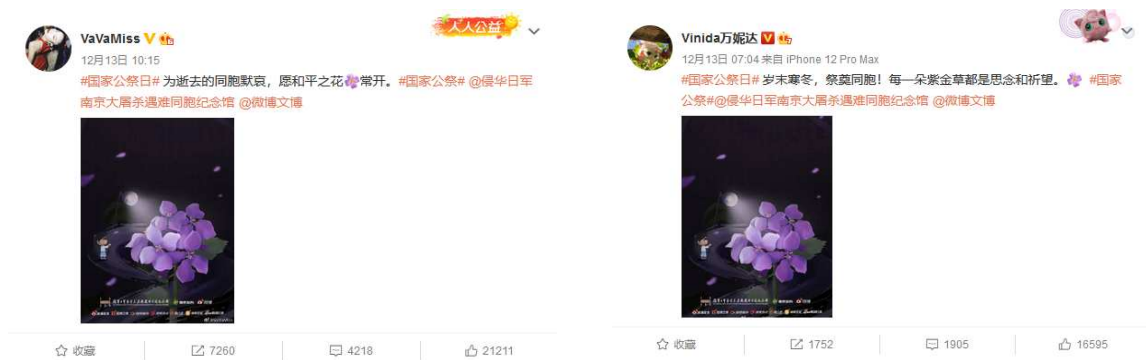 VaVaMiss
人人公益
12月13日 10:15
#国家公祭日# 为逝去的同胞默哀，愿和平之花常开。#国家公祭# @侵华日军
南京大屠杀遇难同胞纪念馆 @微博文博
收藏
7260
4218
21211
Vinida万妮达
12月13日 07:04 来自 iPhone 12 Pro Max
#国家公祭日# 岁末寒冬，祭奠同胞！每一朵紫金草都是思念和祈望。 #国家
公祭#@侵华日军南京大屠杀遇难同胞纪念馆 @微博文博
收藏
1752
1905
16595